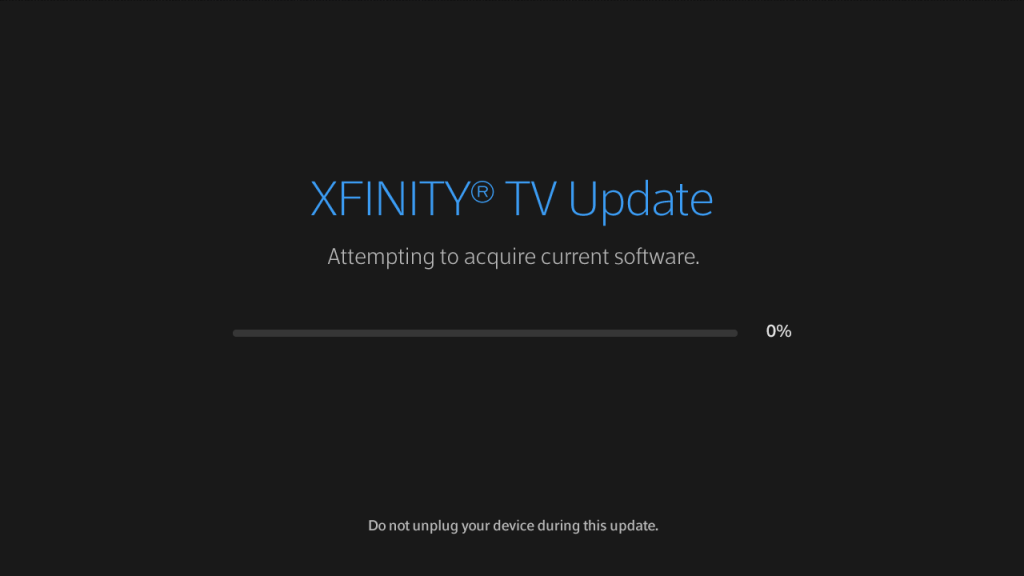 XFINITY® TV Update
Attempting to acquire current software.
0%
Do not unplug your device during this update.